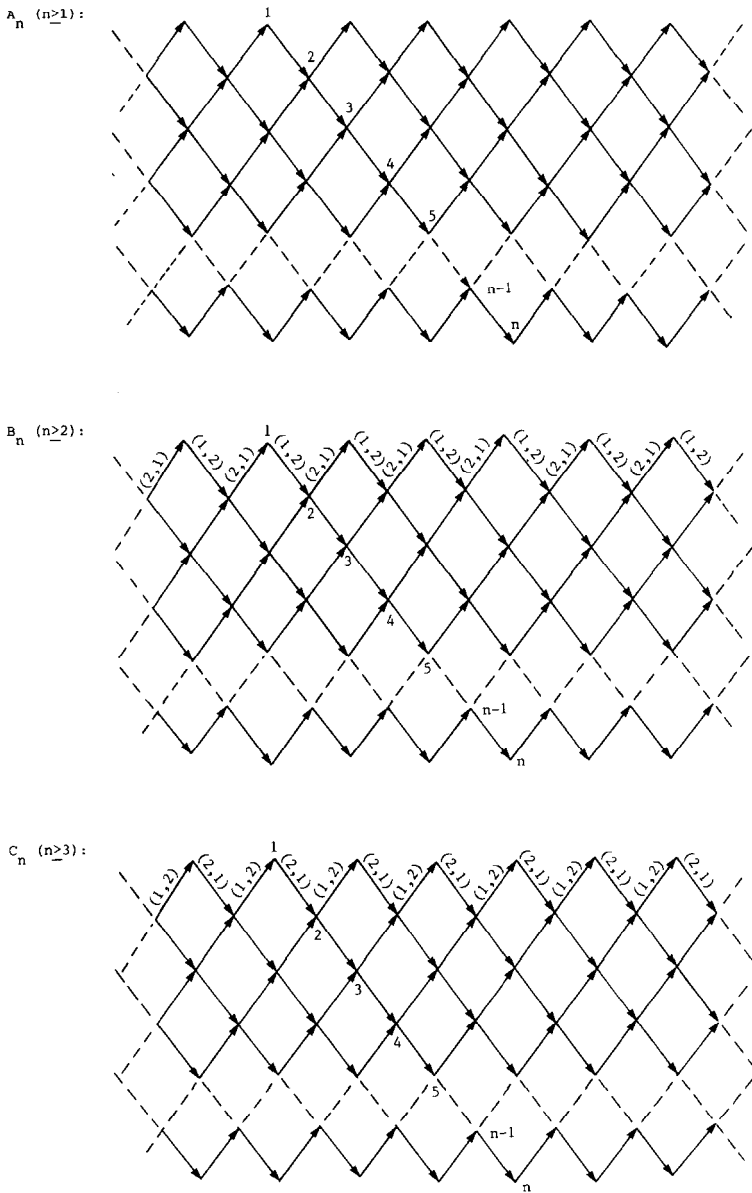 A_n (n≥1):
1
2
3
4
5
n-1
n
B_n (n≥2):
1
(2,1) (1,2) (2,1) (1,2) (2,1) (1,2) (2,1) (1,2) (2,1) (1,2) (2,1) (1,2) (2,1) (1,2)
2
3
4
5
n-1
n
C_n (n≥3):
1
(1,2) (2,1) (1,2) (2,1) (1,2) (2,1) (1,2) (2,1) (1,2) (2,1) (1,2) (2,1) (1,2) (2,1)
2
3
4
5
n-1
n